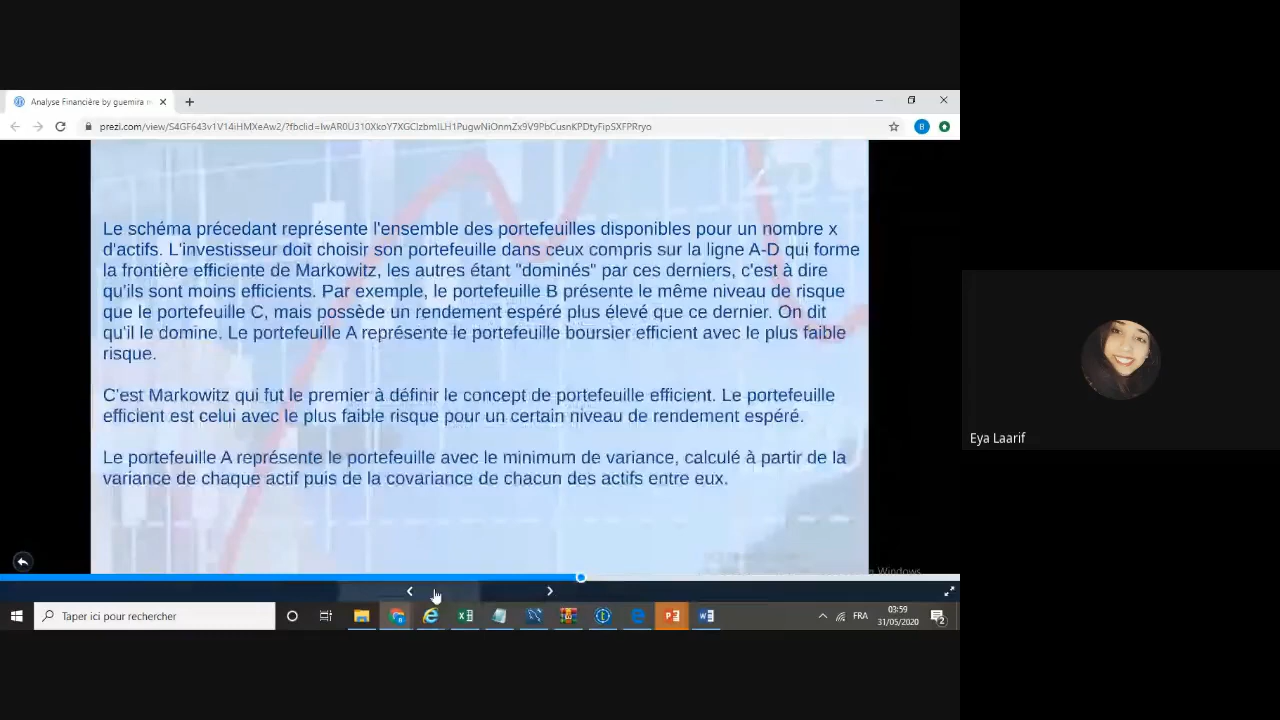 Analyse Financière by guemira m
prezi.com/view/S4GF643v1V14iHMXeAw2/?fbclid=IwAR0U310XkoY7XGClzbmILH1PugwNiOnmZx9V9PbCusnKPDtyFipSXFPRryo
Le schéma précedant représente l'ensemble des portefeuilles disponibles pour un nombre x
d'actifs. L'investisseur doit choisir son portefeuille dans ceux compris sur la ligne A-D qui forme
la frontière efficiente de Markowitz, les autres étant "dominés" par ces derniers, c'est à dire
qu'ils sont moins efficients. Par exemple, le portefeuille B présente le même niveau de risque
que le portefeuille C, mais possède un rendement espéré plus élevé que ce dernier. On dit
qu'il le domine. Le portefeuille A représente le portefeuille boursier efficient avec le plus faible
risque.
C'est Markowitz qui fut le premier à définir le concept de portefeuille efficient. Le portefeuille
efficient est celui avec le plus faible risque pour un certain niveau de rendement espéré.
Le portefeuille A représente le portefeuille avec le minimum de variance, calculé à partir de la
variance de chaque actif puis de la covariance de chacun des actifs entre eux.
Windows
Eya Laarif
Taper ici pour rechercher
FRA
03:59
31/05/2020
2